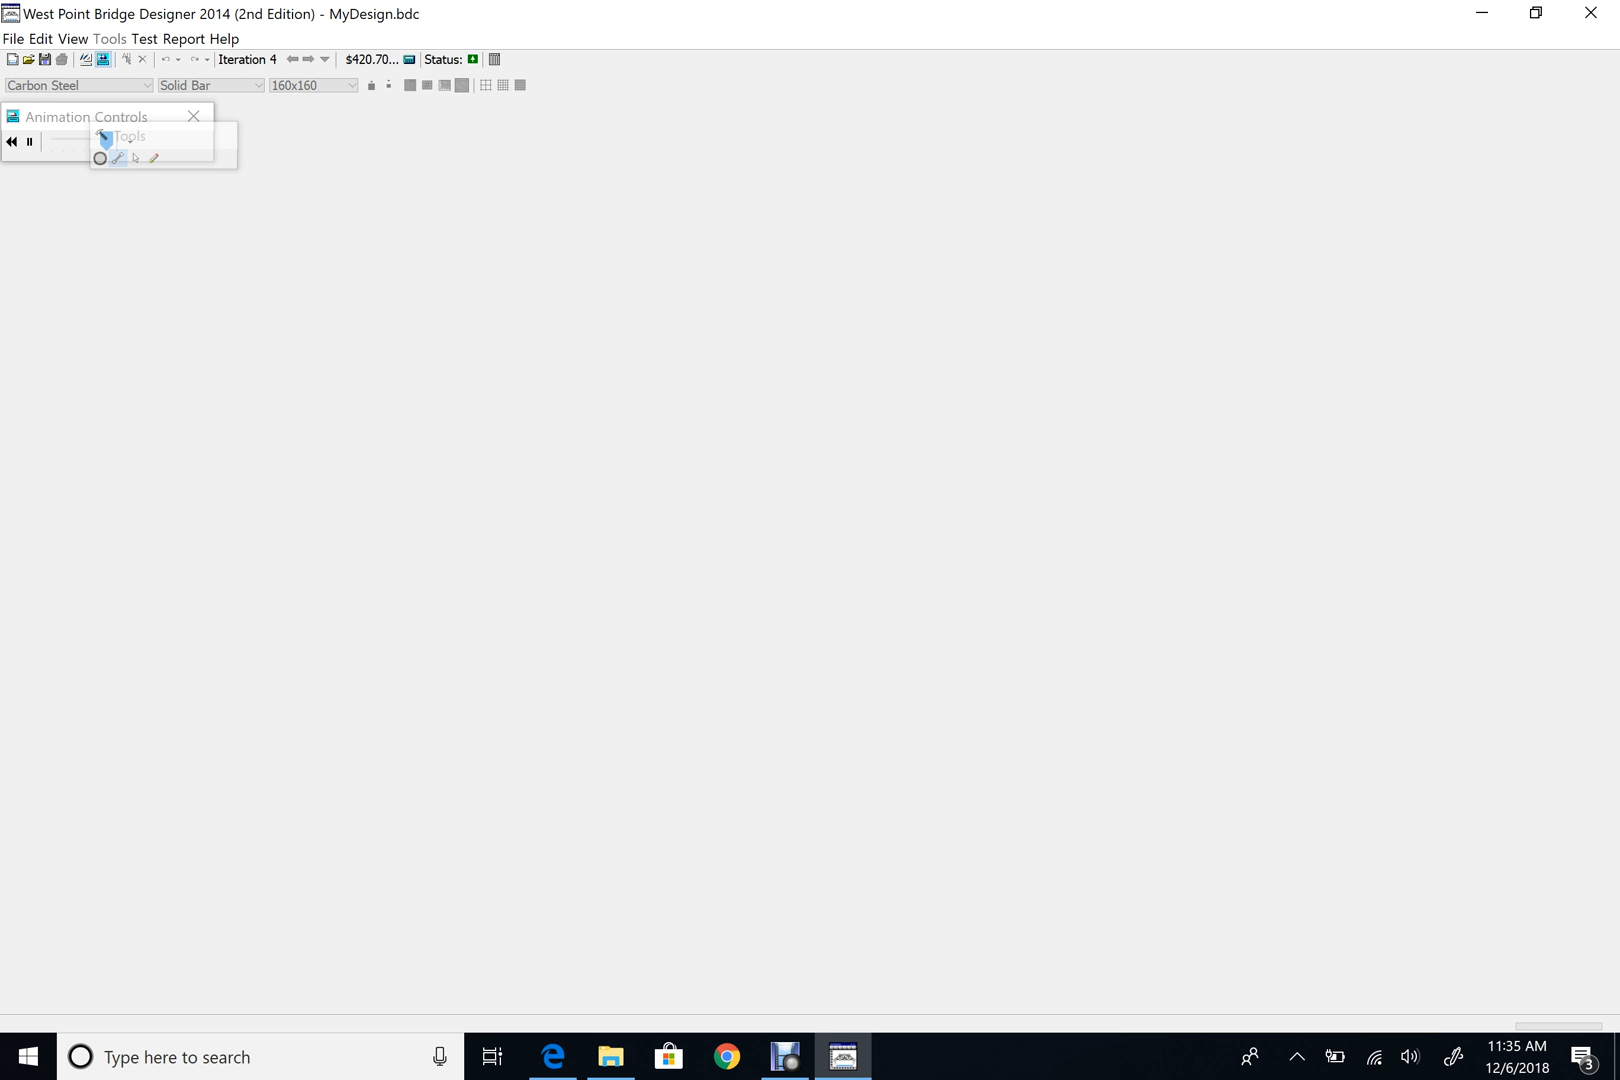 West Point Bridge Designer 2014 (2nd Edition) - MyDesign.bdc
File Edit View Tools Test Report Help
Iteration 4 $420.70... Status:
Carbon Steel Solid Bar 160x160
Animation Controls
Tools
Type here to search
11:35 AM
12/6/2018
3